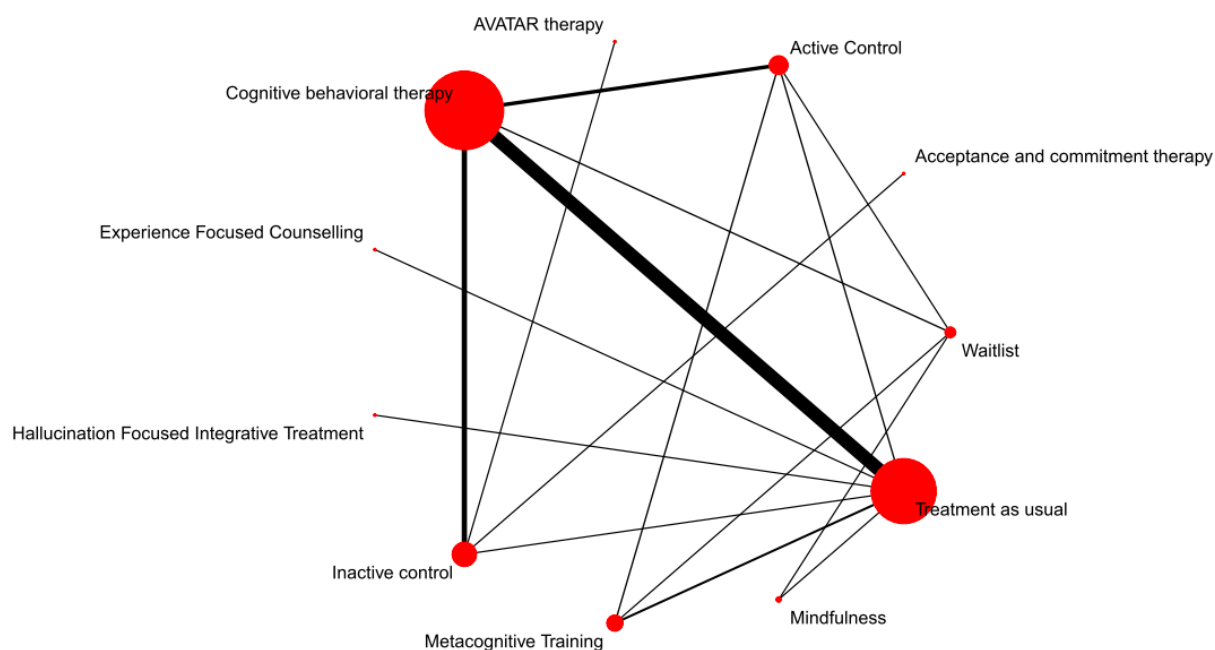 AVATAR therapy
Active Control
Cognitive behavioral therapy
Acceptance and commitment therapy
Experience Focused Counselling
Waitlist
Hallucination Focused Integrative Treatment
Treatment as usual
Inactive control
Mindfulness
Metacognitive Training